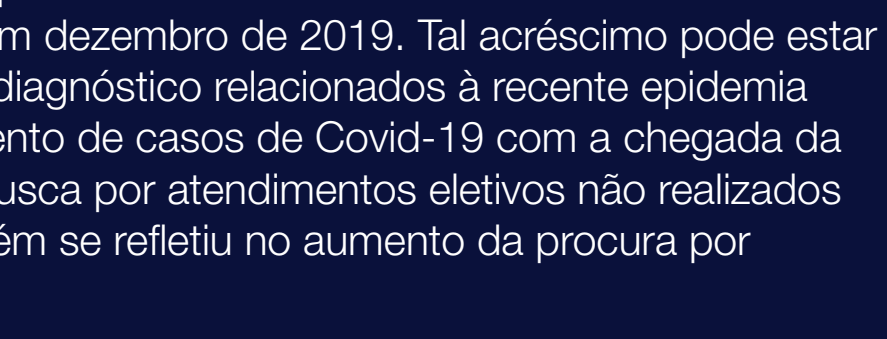 m dezembro de 2019. Tal acréscimo pode estar
diagnóstico relacionados à recente epidemia
ento de casos de Covid-19 com a chegada da
usca por atendimentos eletivos não realizados
ém se refletiu no aumento da procura por